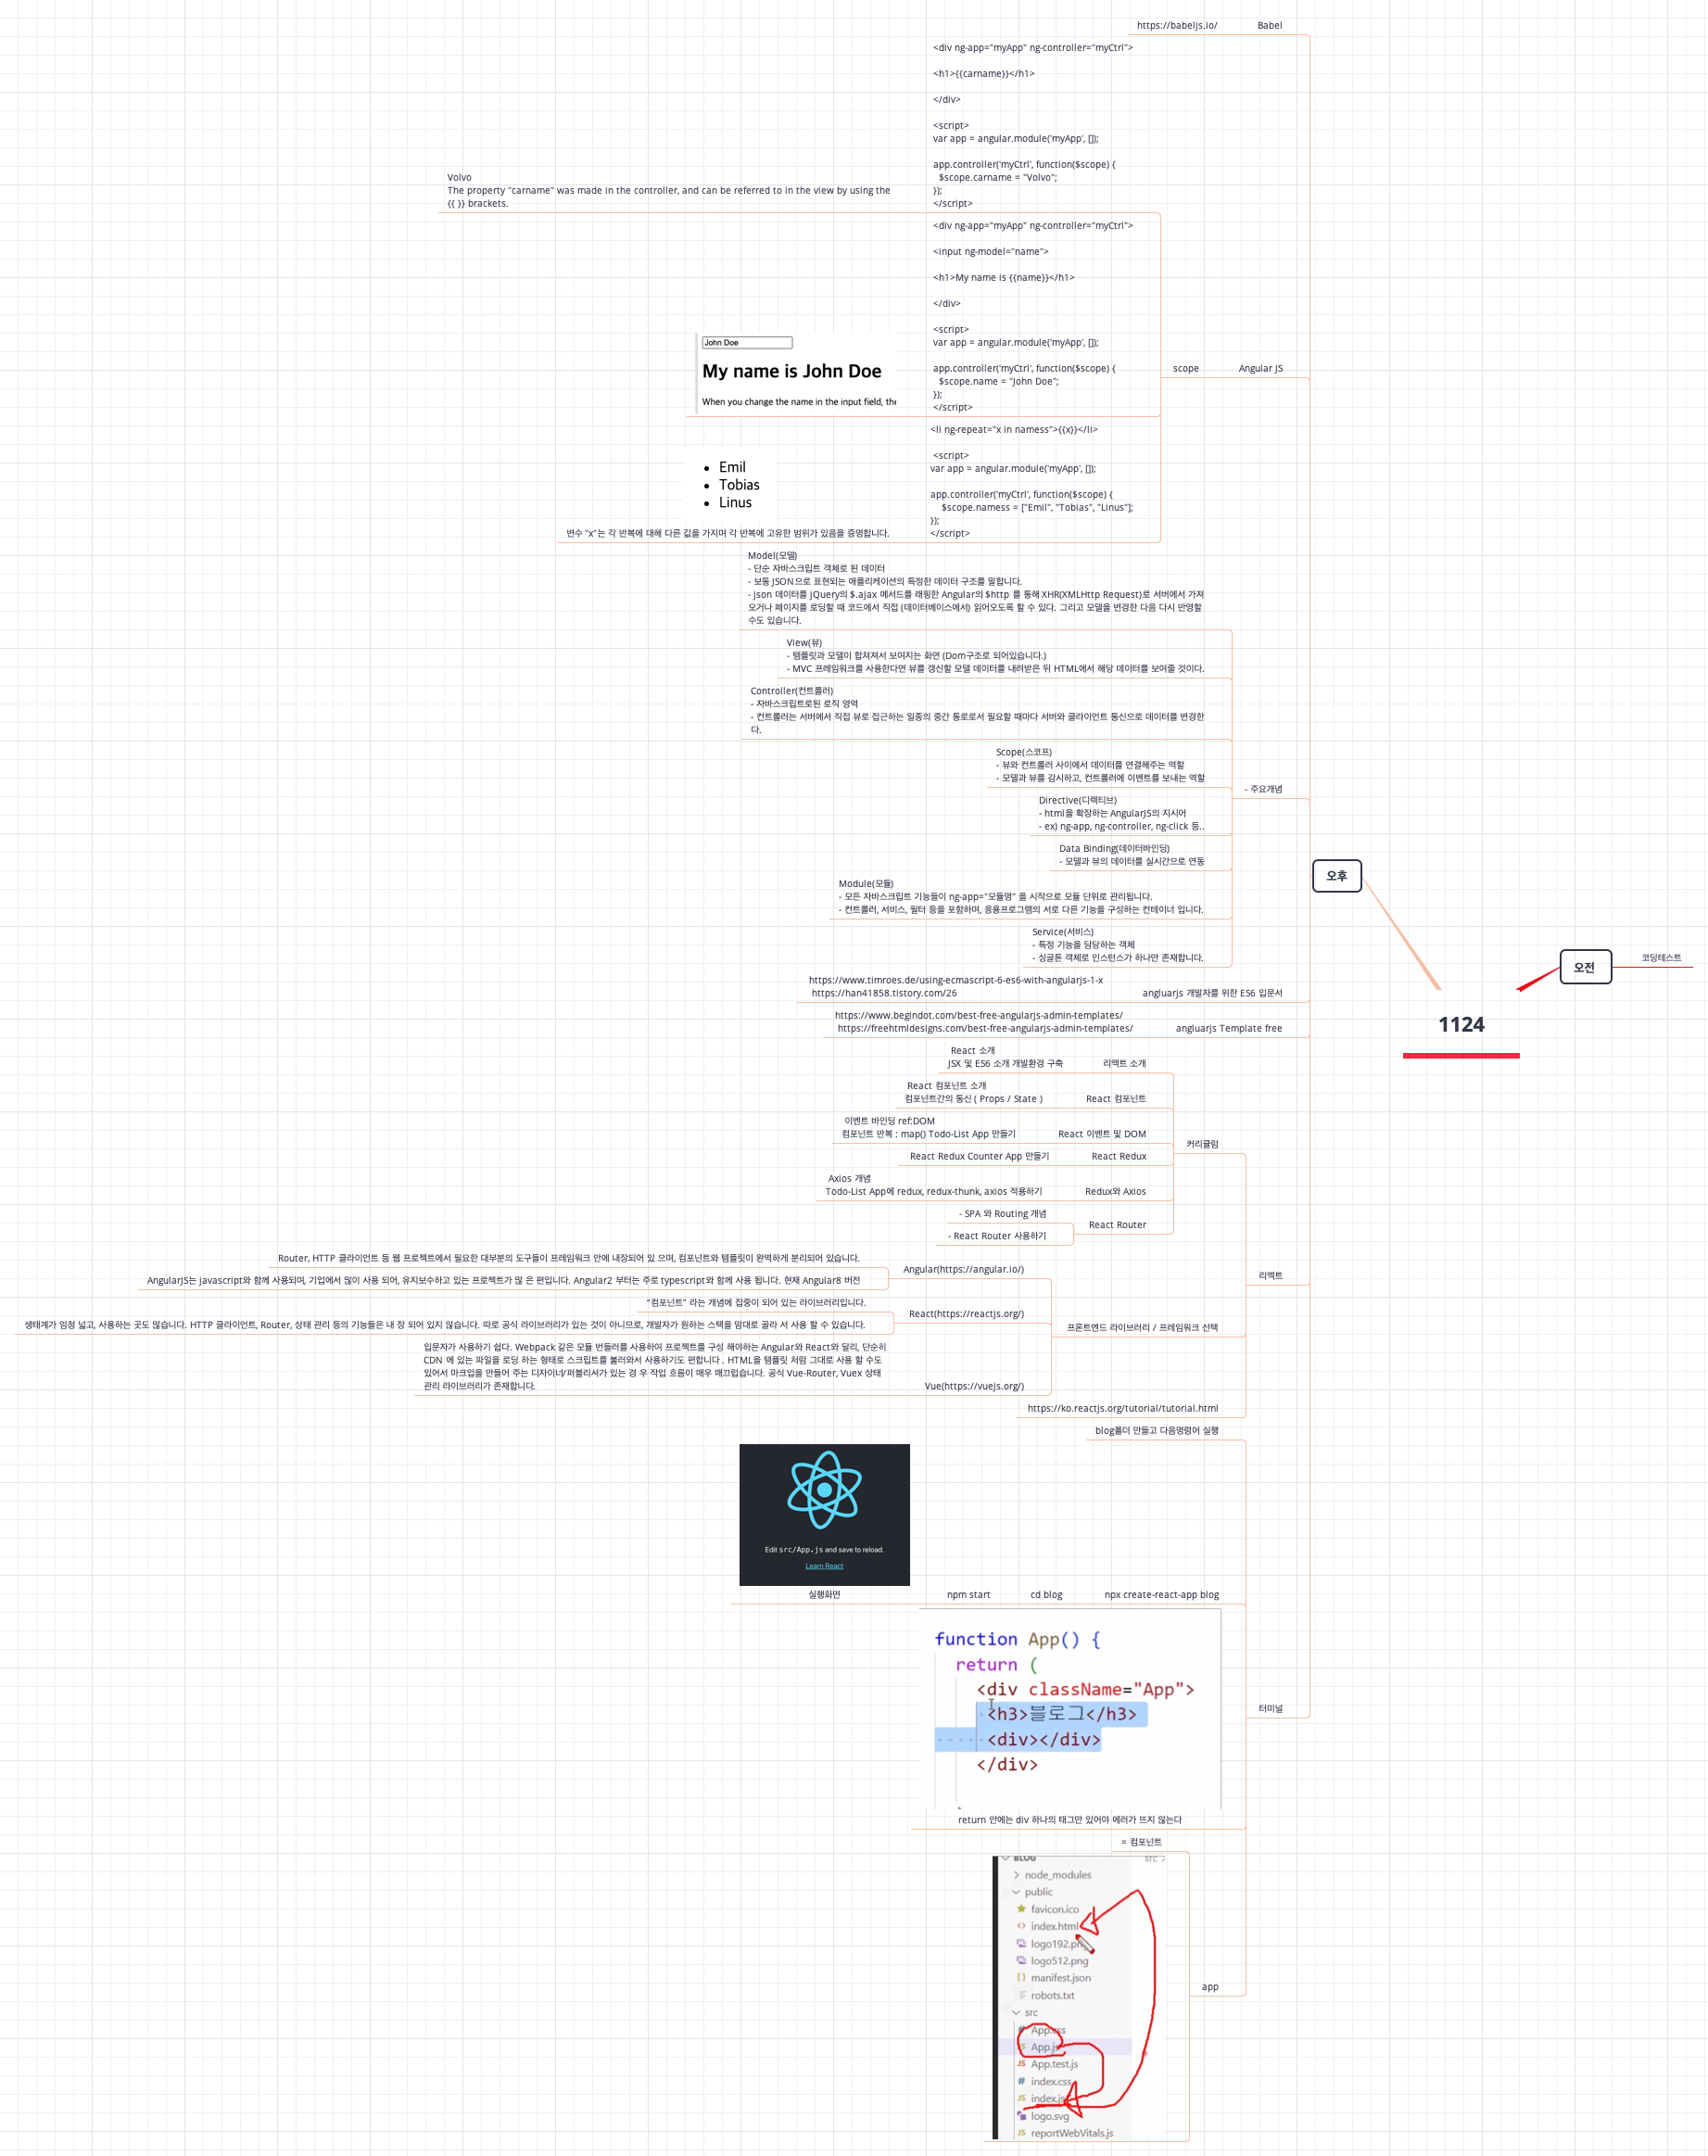 1124
오전
코딩테스트
오후
Babel
https://babeljs.io/
Angular JS
scope
<div ng-app="myApp" ng-controller="myCtrl">
<h1>{{carname}}</h1>
</div>
<script>
var app = angular.module('myApp', []);
app.controller('myCtrl', function($scope) {
$scope.carname = "Volvo";
});
</script>
Volvo
The property "carname" was made in the controller, and can be referred to in the view by using the
{{ }} brackets.
<div ng-app="myApp" ng-controller="myCtrl">
<input ng-model="name">
<h1>My name is {{name}}</h1>
</div>
<script>
var app = angular.module('myApp', []);
app.controller('myCtrl', function($scope) {
$scope.name = "John Doe";
});
</script>
John Doe
My name is John Doe
When you change the name in the input field, the
<li ng-repeat="x in namess">{{x}}</li>
<script>
var app = angular.module('myApp', []);
app.controller('myCtrl', function($scope) {
$scope.namess = ["Emil", "Tobias", "Linus"];
});
</script>
• Emil
• Tobias
• Linus
변수 "x"는 각 반복에 대해 다른 값을 가지며 각 반복에 고유한 범위가 있음을 증명합니다.
- 주요개념
Model(모델)
- 단순 자바스크립트 객체로 된 데이터
- 보통 JSON으로 표현되는 애플리케이션의 특정한 데이터 구조를 말합니다.
- json 데이터를 jQuery의 $.ajax 메서드를 래핑한 Angular의 $http 를 통해 XHR(XMLHttp Request)로 서버에서 가져
오거나 페이지를 로딩할 때 코드에서 직접 (데이터베이스에서) 읽어오도록 할 수 있다. 그리고 모델을 변경한 다음 다시 반영할
수도 있습니다.
View(뷰)
- 템플릿과 모델이 합쳐져서 보여지는 화면 (Dom구조로 되어있습니다.)
- MVC 프레임워크를 사용한다면 뷰를 갱신할 모델 데이터를 내려받은 뒤 HTML에서 해당 데이터를 보여줄 것이다.
Controller(컨트롤러)
- 자바스크립트로된 로직 영역
- 컨트롤러는 서버에서 직접 뷰로 접근하는 일종의 중간 통로로서 필요할 때마다 서버와 클라이언트 통신으로 데이터를 변경한
다.
Scope(스코프)
- 뷰와 컨트롤러 사이에서 데이터를 연결해주는 역할
- 모델과 뷰를 감시하고, 컨트롤러에 이벤트를 보내는 역할
Directive(디렉티브)
- html을 확장하는 AngularJS의 지시어
- ex) ng-app, ng-controller, ng-click 등..
Data Binding(데이터바인딩)
- 모델과 뷰의 데이터를 실시간으로 연동
Module(모듈)
- 모든 자바스크립트 기능들이 ng-app="모듈명" 을 시작으로 모듈 단위로 관리됩니다.
- 컨트롤러, 서비스, 필터 등을 포함하며, 응용프로그램의 서로 다른 기능을 구성하는 컨테이너 입니다.
Service(서비스)
- 특정 기능을 담당하는 객체
- 싱글톤 객체로 인스턴스가 하나만 존재합니다.
angluarjs 개발자를 위한 ES6 입문서
https://www.timroes.de/using-ecmascript-6-es6-with-angularjs-1-x
https://han41858.tistory.com/26
angluarjs Template free
https://www.begindot.com/best-free-angularjs-admin-templates/
https://freehtmldesigns.com/best-free-angularjs-admin-templates/
리엑트
커리큘럼
리엑트 소개
React 소개
JSX 및 ES6 소개 개발환경 구축
React 컴포넌트
React 컴포넌트 소개
컴포넌트간의 통신 ( Props / State )
React 이벤트 및 DOM
이벤트 바인딩 ref:DOM
컴포넌트 반복 : map() Todo-List App 만들기
React Redux
React Redux Counter App 만들기
Redux와 Axios
Axios 개념
Todo-List App에 redux, redux-thunk, axios 적용하기
React Router
- SPA 와 Routing 개념
- React Router 사용하기
프론트엔드 라이브러리 / 프레임워크 선택
Angular(https://angular.io/)
Router, HTTP 클라이언트 등 웹 프로젝트에서 필요한 대부분의 도구들이 프레임워크 안에 내장되어 있 으며, 컴포넌트와 템플릿이 완벽하게 분리되어 있습니다.
AngularJS는 javascript와 함께 사용되며, 기업에서 많이 사용 되어, 유지보수하고 있는 프로젝트가 많 은 편입니다. Angular2 부터는 주로 typescript와 함께 사용 됩니다. 현재 Angular8 버전
React(https://reactjs.org/)
"컴포넌트" 라는 개념에 집중이 되어 있는 라이브러리입니다.
생태계가 엄청 넓고, 사용하는 곳도 많습니다. HTTP 클라이언트, Router, 상태 관리 등의 기능들은 내 장 되어 있지 않습니다. 따로 공식 라이브러리가 있는 것이 아니므로, 개발자가 원하는 스택을 맘대로 골라 서 사용 할 수 있습니다.
Vue(https://vuejs.org/)
입문자가 사용하기 쉽다. Webpack 같은 모듈 번들러를 사용하여 프로젝트를 구성 해야하는 Angular와 React와 달리, 단순히
CDN 에 있는 파일을 로딩 하는 형태로 스크립트를 불러와서 사용하기도 편합니다 . HTML을 템플릿 처럼 그대로 사용 할 수도
있어서 마크업을 만들어 주는 디자이너/퍼블리셔가 있는 경 우 작업 흐름이 매우 매끄럽습니다. 공식 Vue-Router, Vuex 상태
관리 라이브러리가 존재합니다.
https://ko.reactjs.org/tutorial/tutorial.html
터미널
blog폴더 만들고 다음명령어 실행
npx create-react-app blog
cd blog
npm start
실행화면
Edit src/App.js and save to reload.
Learn React
function App() {
return (
<div className="App">
<h3>블로그</h3>
<div></div>
</div>
return 안에는 div 하나의 태그만 있어야 에러가 뜨지 않는다
app
= 컴포넌트
BLOG
src
node_modules
public
favicon.ico
index.html
logo192.png
logo512.png
manifest.json
robots.txt
src
App.css
App.js
App.test.js
index.css
index.js
logo.svg
reportWebVitals.js